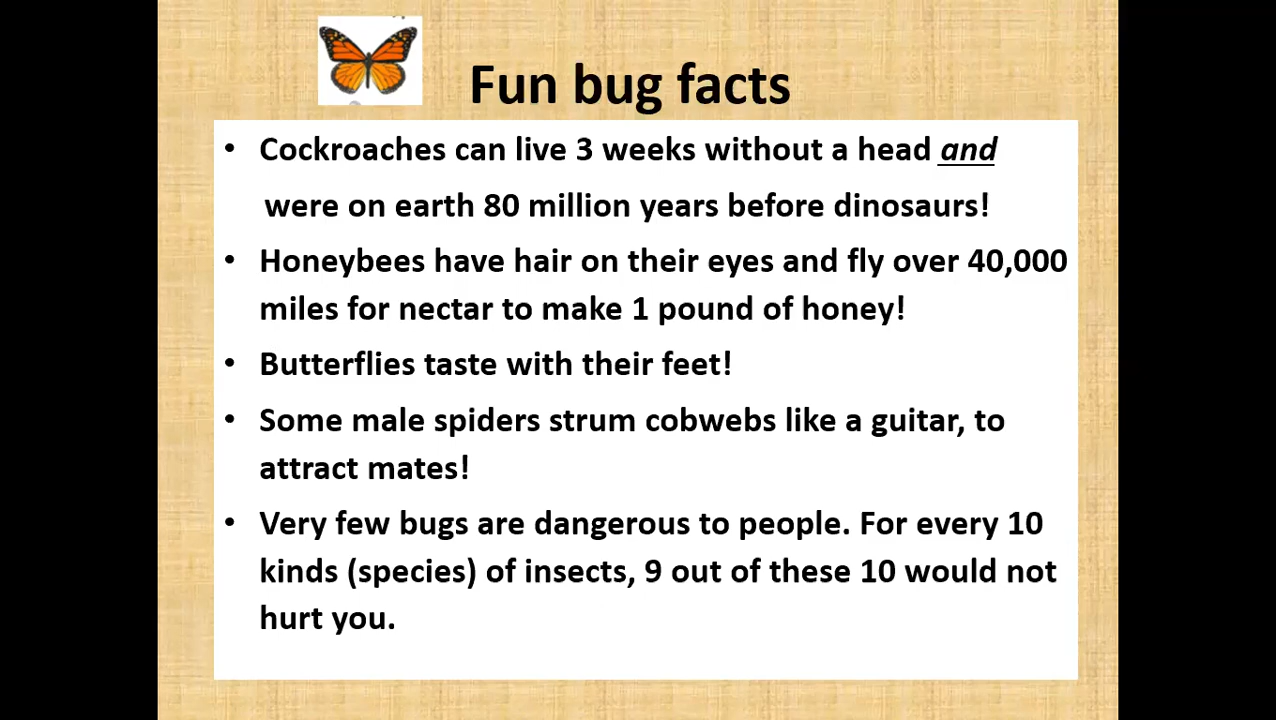 Fun bug facts
• Cockroaches can live 3 weeks without a head and
were on earth 80 million years before dinosaurs!
• Honeybees have hair on their eyes and fly over 40,000
miles for nectar to make 1 pound of honey!
• Butterflies taste with their feet!
• Some male spiders strum cobwebs like a guitar, to
attract mates!
• Very few bugs are dangerous to people. For every 10
kinds (species) of insects, 9 out of these 10 would not
hurt you.